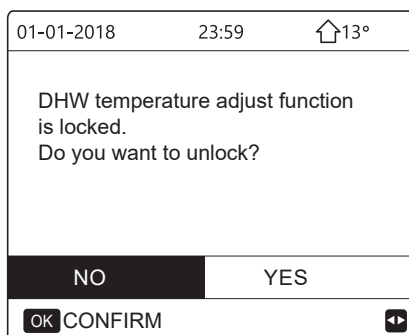 01-01-2018 23:59 13°
DHW temperature adjust function
is locked.
Do you want to unlock?
NO YES
OK CONFIRM